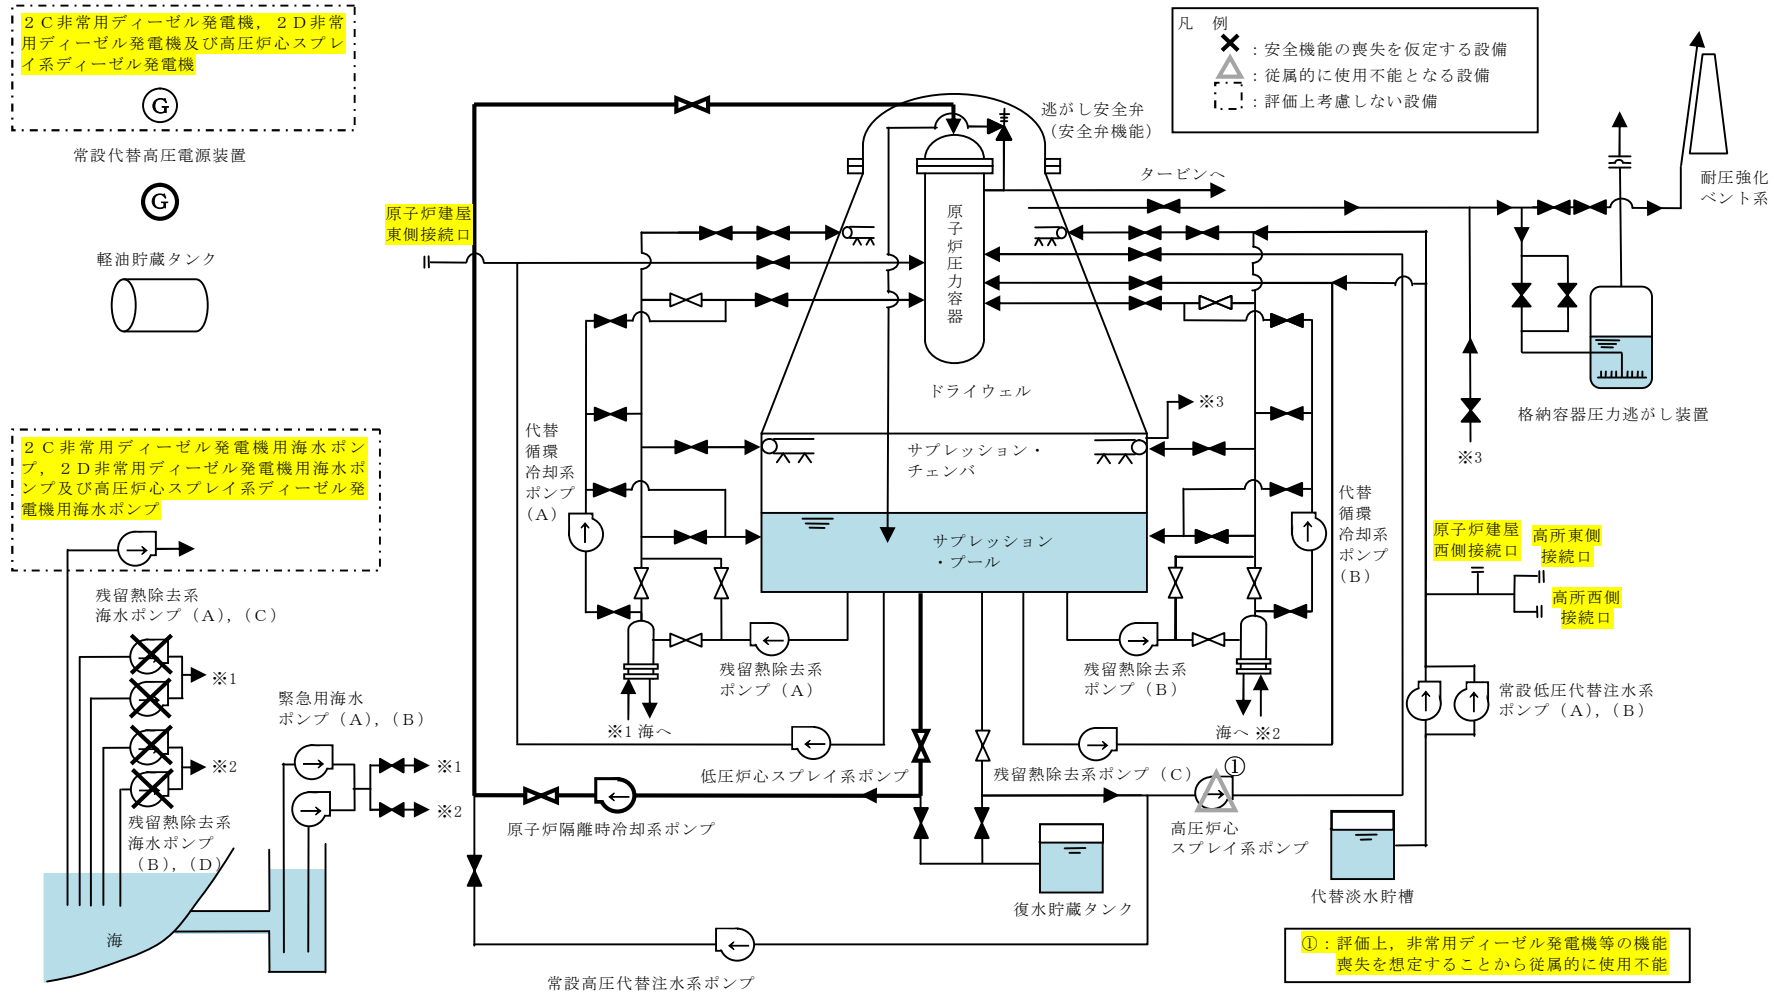 ２Ｃ非常用ディーゼル発電機，２Ｄ非常
用ディーゼル発電機及び高圧炉心スプレ
イ系ディーゼル発電機
G
常設代替高圧電源装置
G
軽油貯蔵タンク
凡　例
：安全機能の喪失を仮定する設備
：従属的に使用不能となる設備
：評価上考慮しない設備
逃がし安全弁
（安全弁機能）
タービンへ
耐圧強化
ベント系
原子炉建屋
東側接続口
原子炉圧力容器
ドライウェル
格納容器圧力逃がし装置
※3
※3
サプレッション・
チェンバ
サプレッション
・プール
代替
循環
冷却系
ポンプ
（A）
代替
循環
冷却系
ポンプ
（B）
２Ｃ非常用ディーゼル発電機用海水ポン
プ，２Ｄ非常用ディーゼル発電機用海水ポ
ンプ及び高圧炉心スプレイ系ディーゼル発
電機用海水ポンプ
原子炉建屋
西側接続口
高所東側
接続口
高所西側
接続口
残留熱除去系
海水ポンプ（A），（C）
※1
※2
残留熱除去系
海水ポンプ
（B），（D）
緊急用海水
ポンプ（A），（B）
※1
※2
海
残留熱除去系
ポンプ（A）
※1 海へ
残留熱除去系
ポンプ（B）
海へ ※2
常設低圧代替注水系
ポンプ（A），（B）
低圧炉心スプレイ系ポンプ
残留熱除去系ポンプ（C）
①
原子炉隔離時冷却系ポンプ
高圧炉心
スプレイ系ポンプ
復水貯蔵タンク
代替淡水貯槽
常設高圧代替注水系ポンプ
①：評価上，非常用ディーゼル発電機等の機能
喪失を想定することから従属的に使用不能